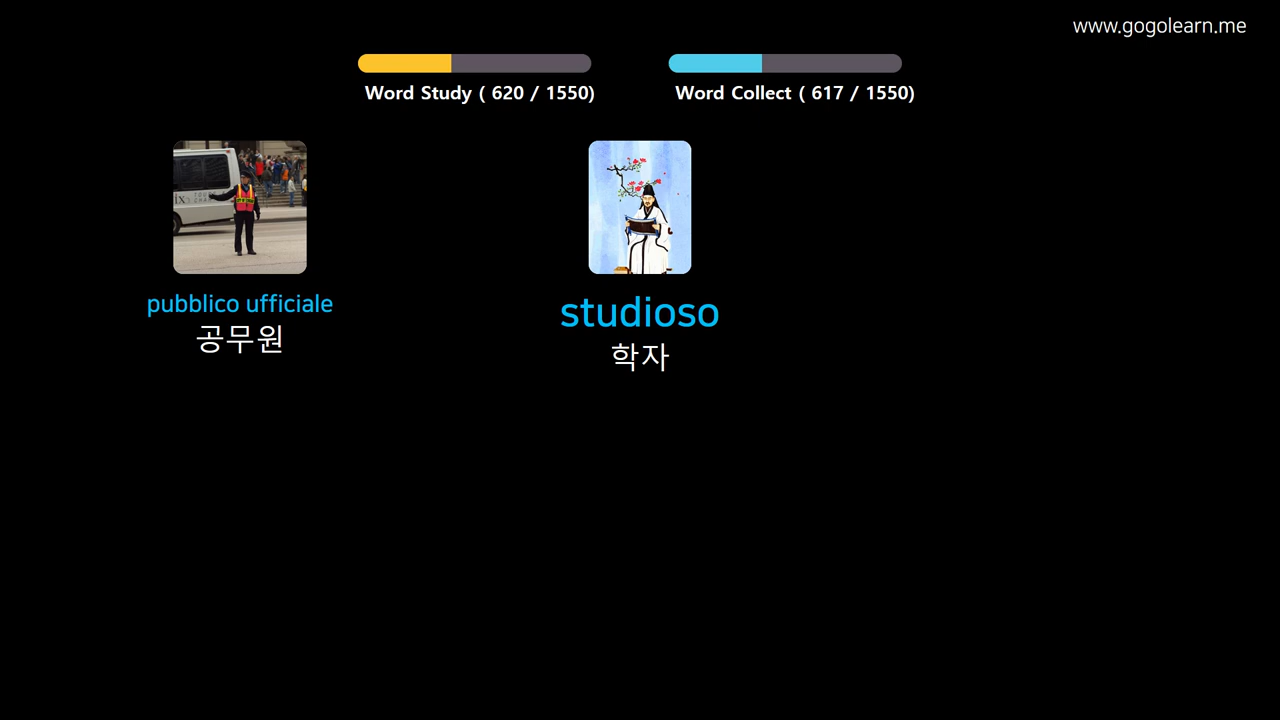 www.gogolearn.me
Word Study ( 620 / 1550)
Word Collect ( 617 / 1550)
pubblico ufficiale
공무원
studioso
학자